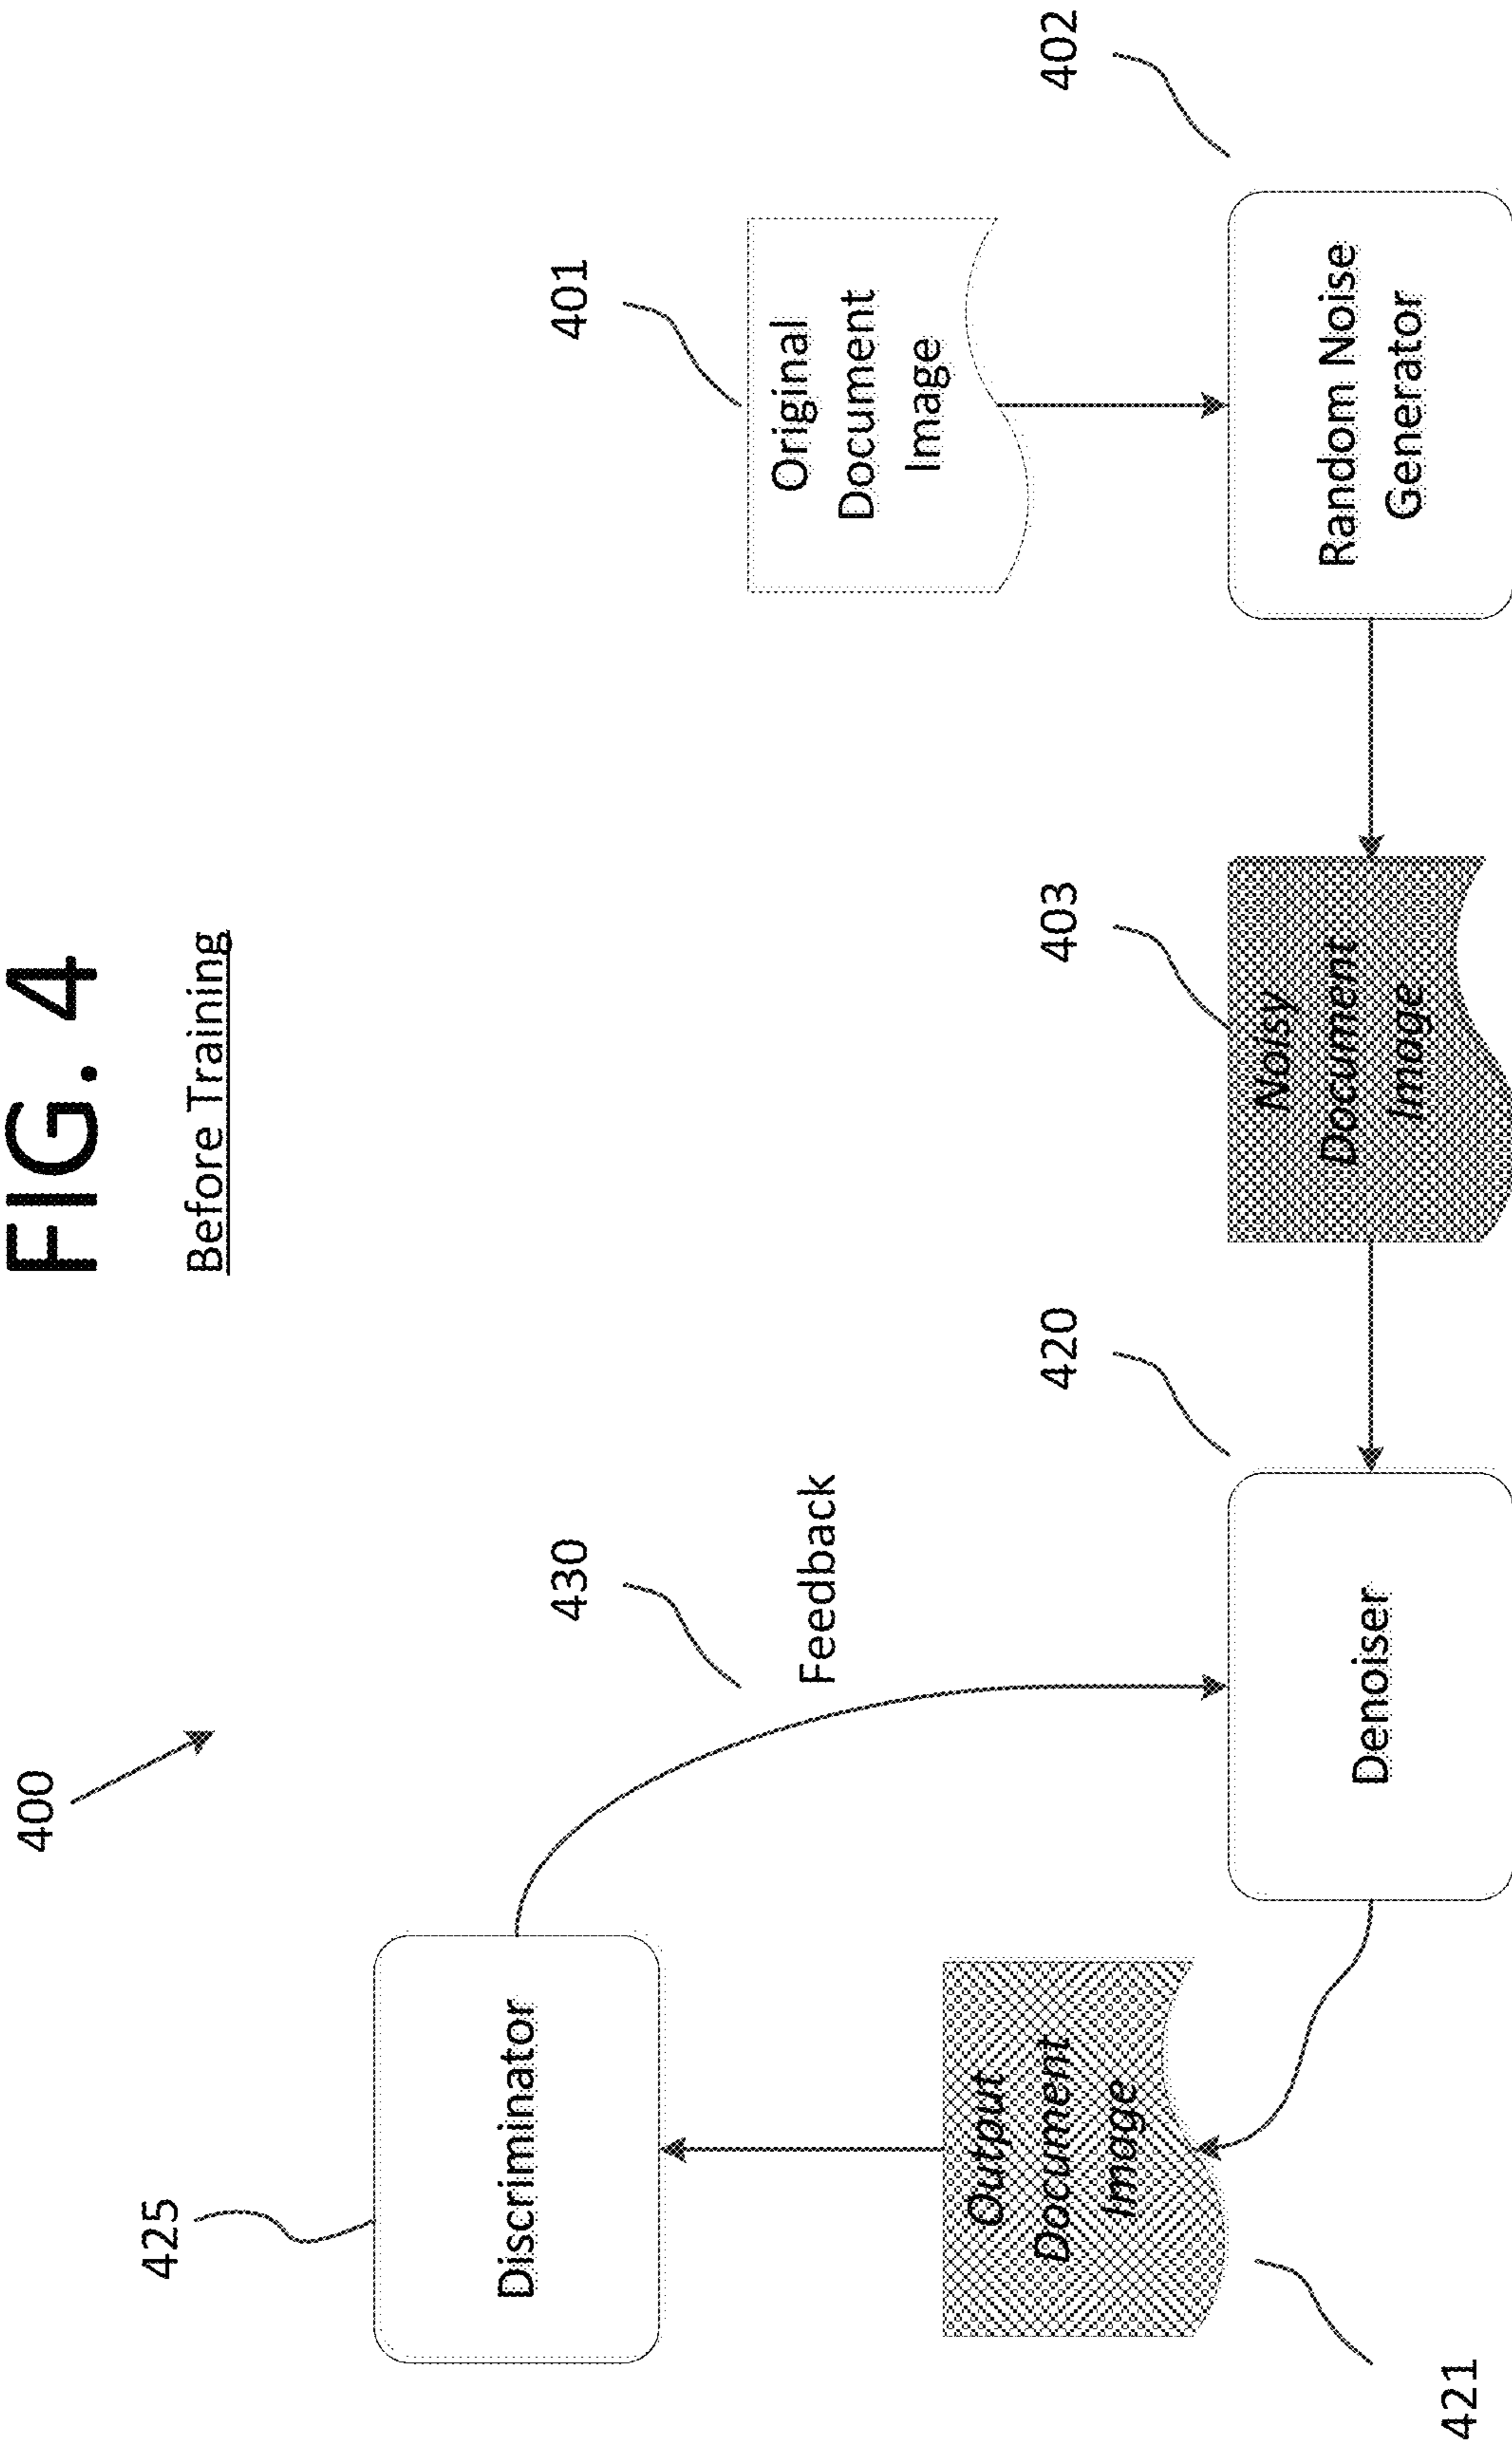 FIG. 4
Before Training
400
425
Discriminator
430
Feedback
401
Original
Document
Image
421
Output
Document
Image
420
Denoiser
403
Noisy
Document
Image
402
Random Noise
Generator